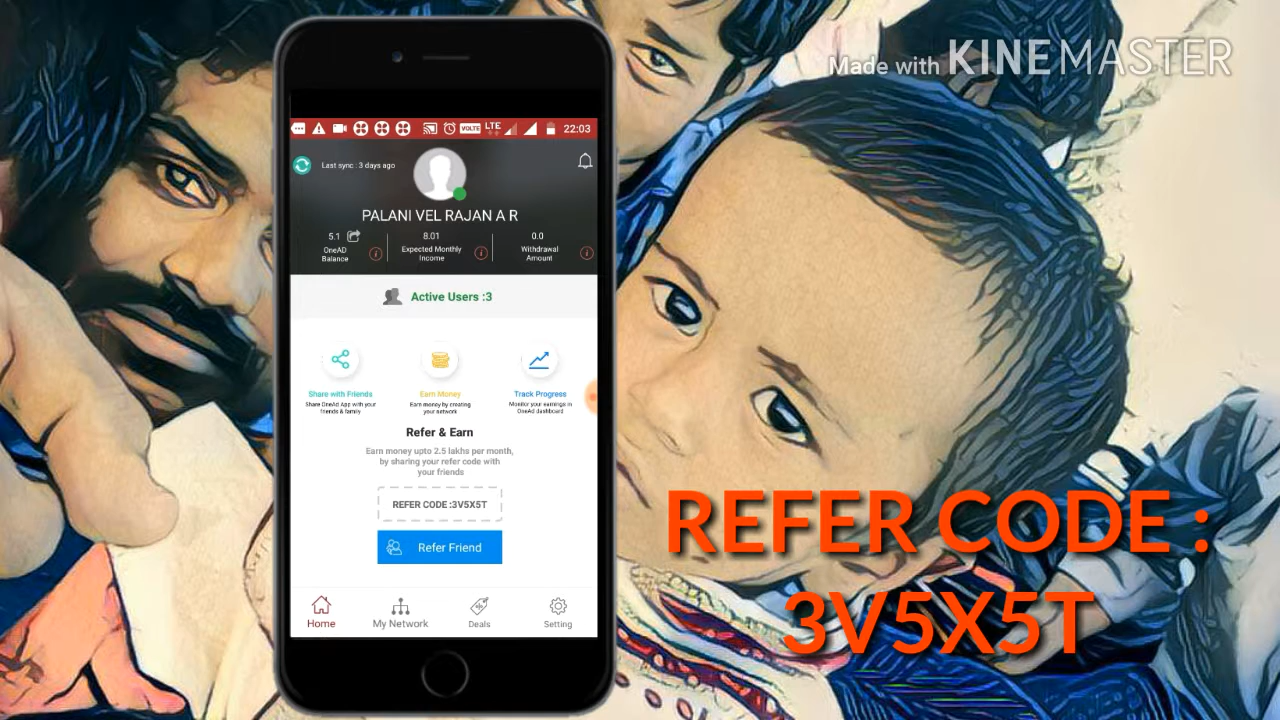 Made with KINEMASTER
VOLTE LTE 22:03
Last sync : 3 days ago
PALANI VEL RAJAN A R
5.1 8.01 0.0
OneAD Balance
Expected Monthly Income
Withdrawal Amount
Active Users :3
Share with Friends
Share OneAd App with your
friends & family
Earn Money
Earn money by creating
your network
Track Progress
Monitor your earnings in
OneAd dashboard
Refer & Earn
Earn money upto 2.5 lakhs per month,
by sharing your refer code with
your friends
REFER CODE :3V5X5T
Refer Friend
Home My Network Deals Setting
REFER CODE :
3V5X5T